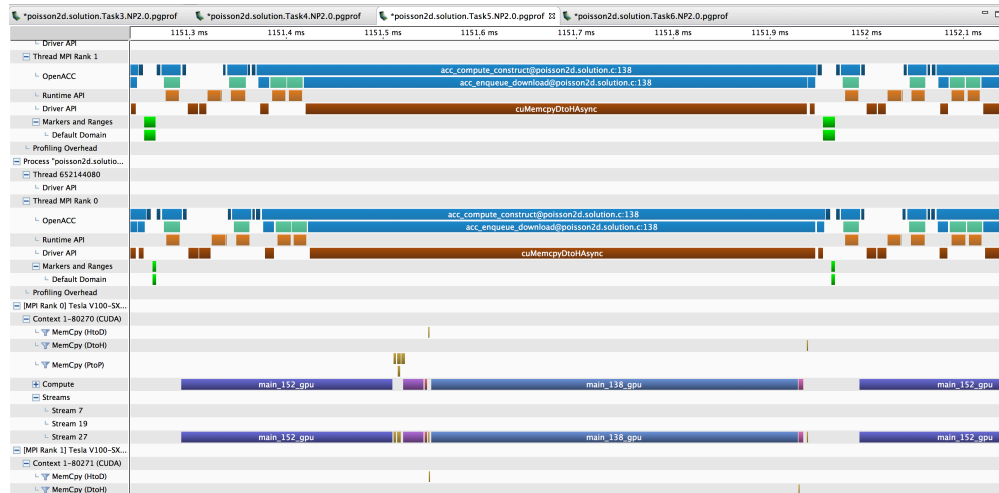 *poisson2d.solution.Task3.NP2.0.pgprof *poisson2d.solution.Task4.NP2.0.pgprof *poisson2d.solution.Task5.NP2.0.pgprof *poisson2d.solution.Task6.NP2.0.pgprof
1151.3 ms 1151.4 ms 1151.5 ms 1151.6 ms 1151.7 ms 1151.8 ms 1151.9 ms 1152 ms 1152.1 ms
Driver API
Thread MPI Rank 1
acc_compute_construct@poisson2d.solution.c:138
OpenACC
acc_enqueue_download@poisson2d.solution.c:138
Runtime API
Driver API cuMemcpyDtoHAsync
Markers and Ranges
Default Domain
Profiling Overhead
Process "poisson2d.solutio...
Thread 652144080
Driver API
Thread MPI Rank 0
acc_compute_construct@poisson2d.solution.c:138
OpenACC
acc_enqueue_download@poisson2d.solution.c:138
Runtime API
Driver API cuMemcpyDtoHAsync
Markers and Ranges
Default Domain
Profiling Overhead
[MPI Rank 0] Tesla V100-SX...
Context 1-80270 (CUDA)
MemCpy (HtoD)
MemCpy (DtoH)
MemCpy (PtoP)
Compute main_152_gpu main_138_gpu main_152_gpu
Streams
Stream 7
Stream 19
Stream 27 main_152_gpu main_138_gpu main_152_gpu
[MPI Rank 1] Tesla V100-SX...
Context 1-80271 (CUDA)
MemCpy (HtoD)
MemCpy (DtoH)